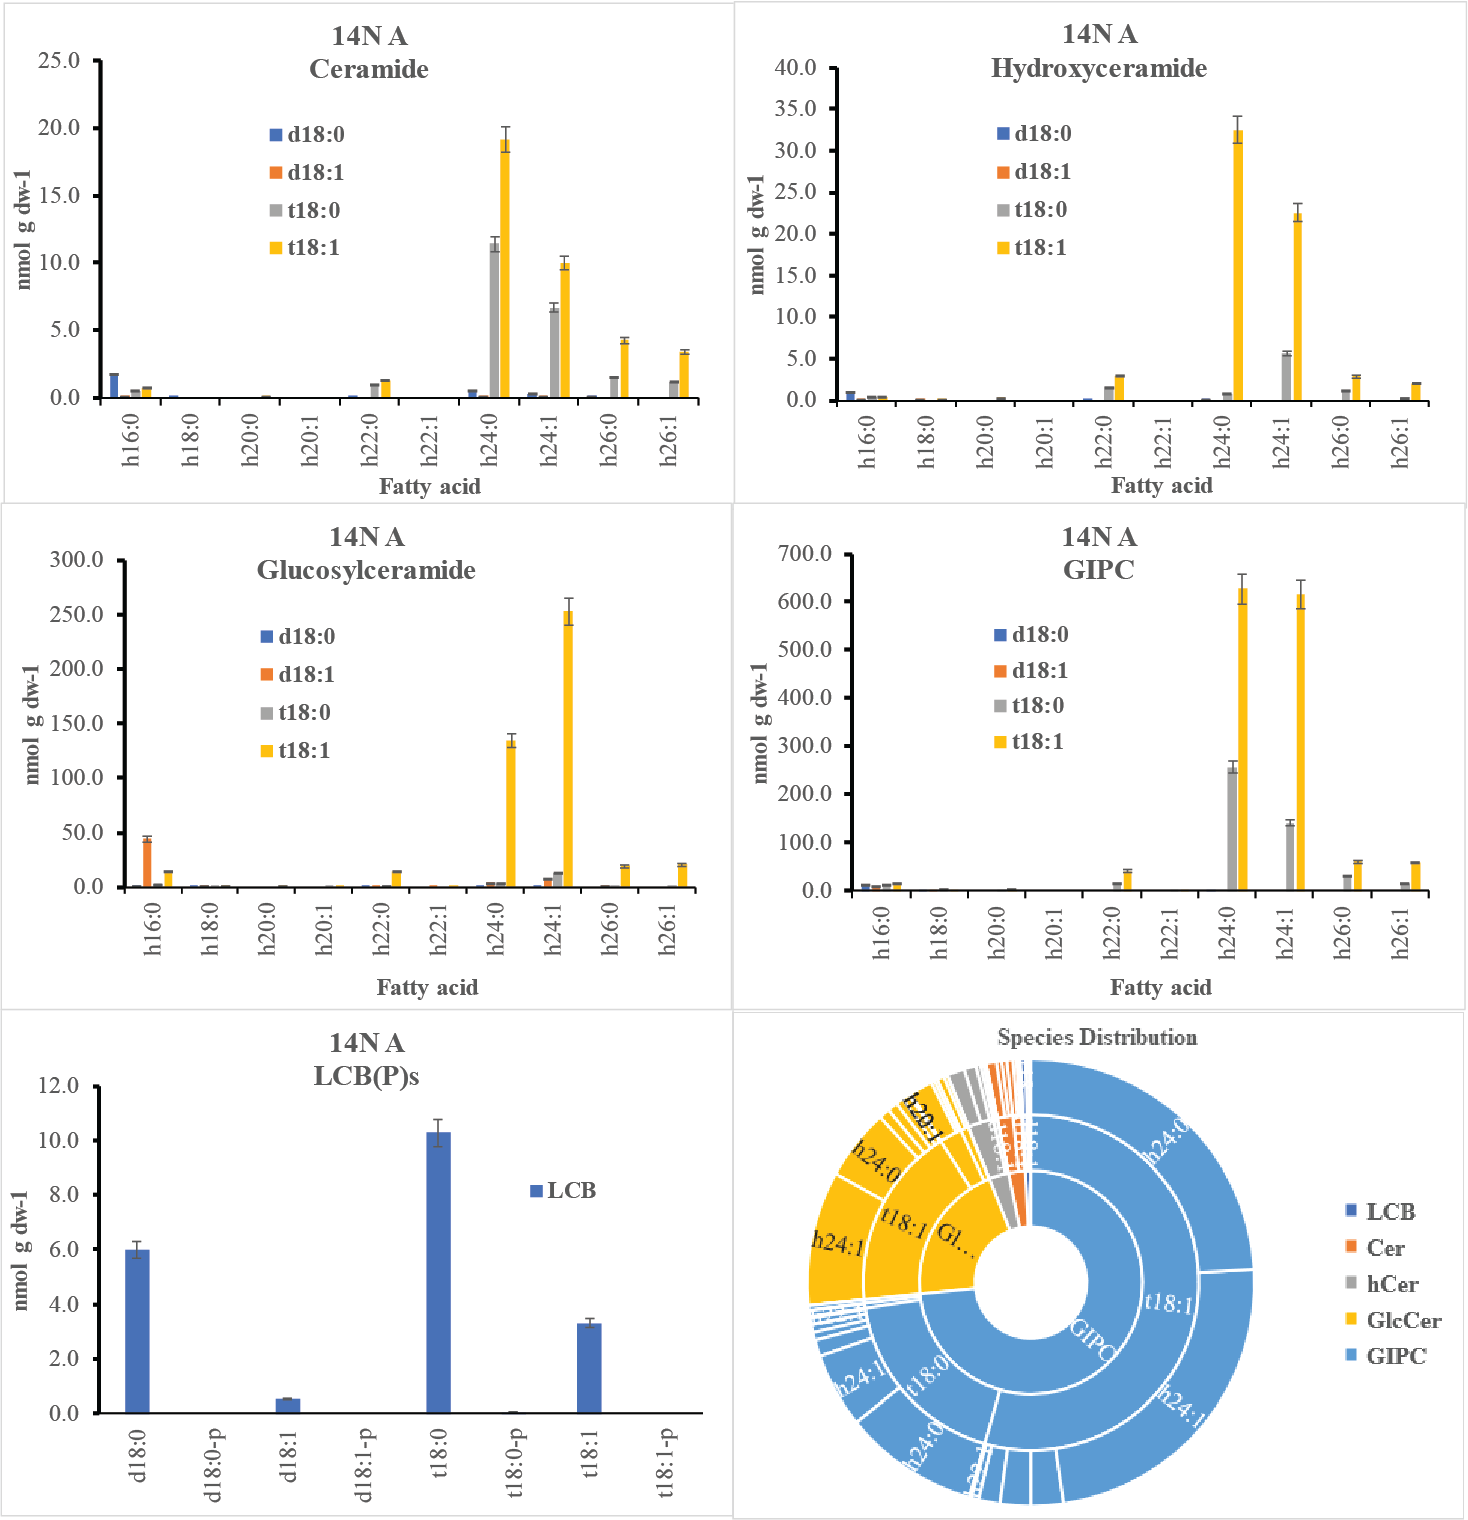 14N A
Ceramide
25.0
20.0
15.0
10.0
5.0
0.0
nmol g dw-1
d18:0
d18:1
t18:0
t18:1
h16:0
h18:0
h20:0
h20:1
h22:0
h22:1
h24:0
h24:1
h26:0
h26:1
Fatty acid
14N A
Hydroxyceramide
40.0
35.0
30.0
25.0
20.0
15.0
10.0
5.0
0.0
nmol g dw-1
d18:0
d18:1
t18:0
t18:1
h16:0
h18:0
h20:0
h20:1
h22:0
h22:1
h24:0
h24:1
h26:0
h26:1
Fatty acid
14N A
Glucosylceramide
300.0
250.0
200.0
150.0
100.0
50.0
0.0
nmol g dw-1
d18:0
d18:1
t18:0
t18:1
h16:0
h18:0
h20:0
h20:1
h22:0
h22:1
h24:0
h24:1
h26:0
h26:1
Fatty acid
14N A
GIPC
700.0
600.0
500.0
400.0
300.0
200.0
100.0
0.0
nmol g dw-1
d18:0
d18:1
t18:0
t18:1
h16:0
h18:0
h20:0
h20:1
h22:0
h22:1
h24:0
h24:1
h26:0
h26:1
Fatty acid
14N A
LCB(P)s
12.0
10.0
8.0
6.0
4.0
2.0
0.0
nmol g dw-1
LCB
d18:0
d18:0-p
d18:1
d18:1-p
t18:0
t18:0-p
t18:1
t18:1-p
Species Distribution
h24:0
h24:1
t18:1
GIPC
t18:0
h24:0
h24:1
h24:1
h24:0
t18:1
Gl...
h20:1
LCB
Cer
hCer
GlcCer
GIPC